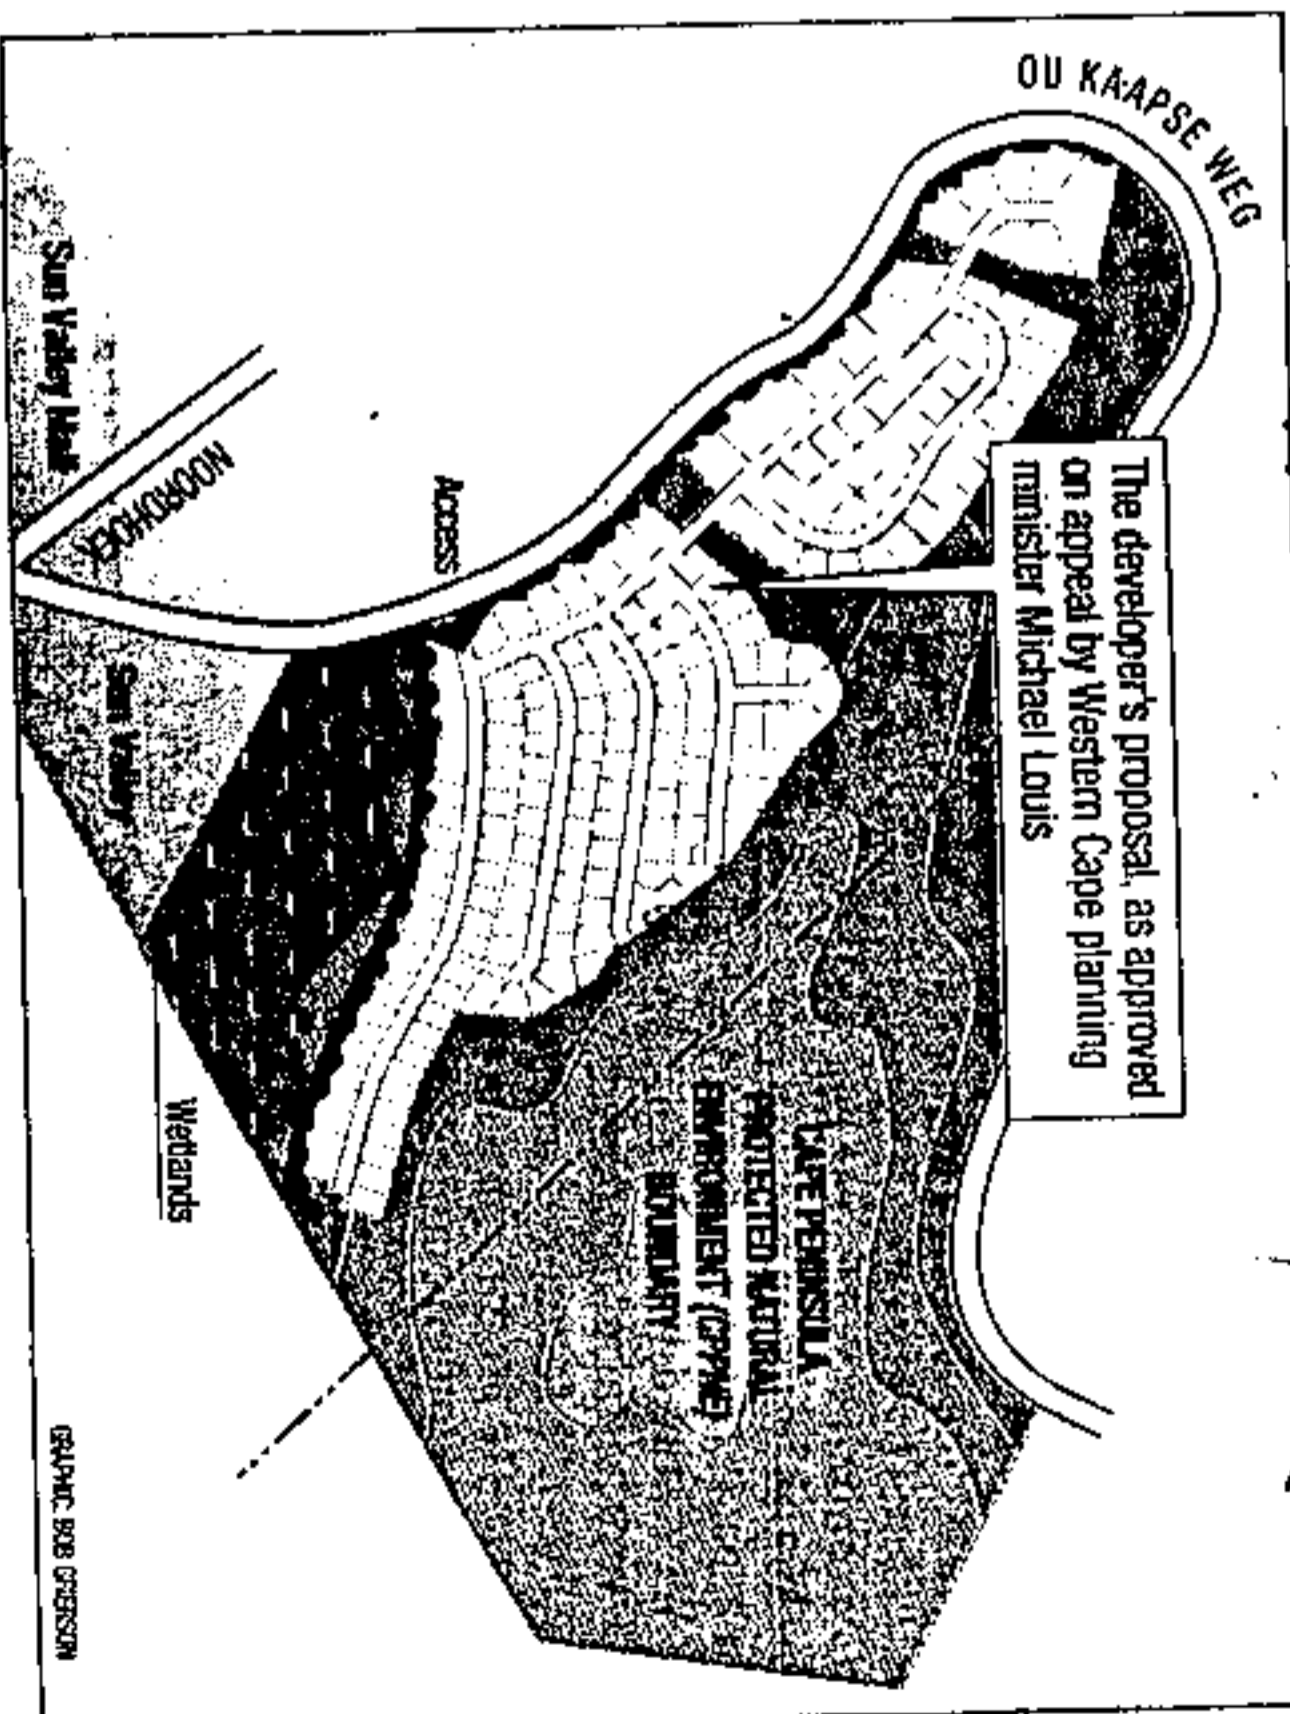 OU KAAPSE WEG
The developer's proposal, as approved
on appeal by Western Cape planning
minister Michael Louis
CAPE PENINSULA
PROTECTED NATURAL
ENVIRONMENT (CPPNE)
BOUNDARY
Access
NOORDHOEK
Sun Valley Mall
Sun Valley
Wetlands
GRAPHIC: BOB